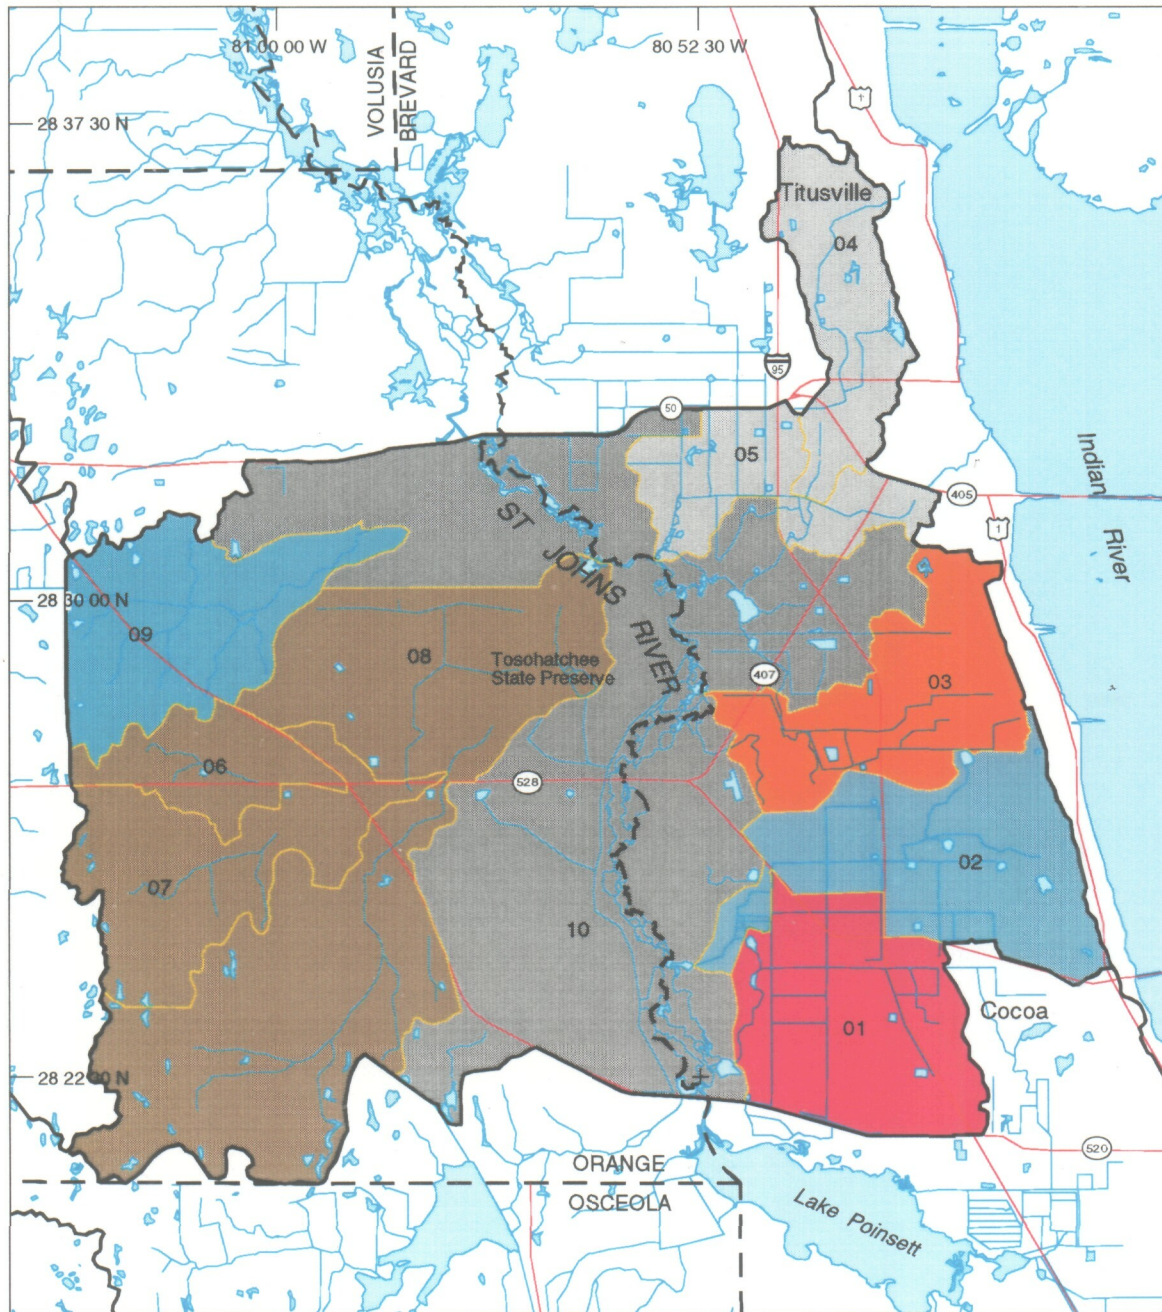 81 00 00 W
80 52 30 W
VOLUSIA
BREVARD
1
28 37 30 N
Titusville
04
95
50
05
405
Indian
River
1
ST JOHNS RIVER
28 30 00 N
09
08
Tosohatchee
State Preserve
407
03
06
528
02
07
10
01
Cocoa
28 22 30 N
520
ORANGE
OSCEOLA
Lake Poinsett